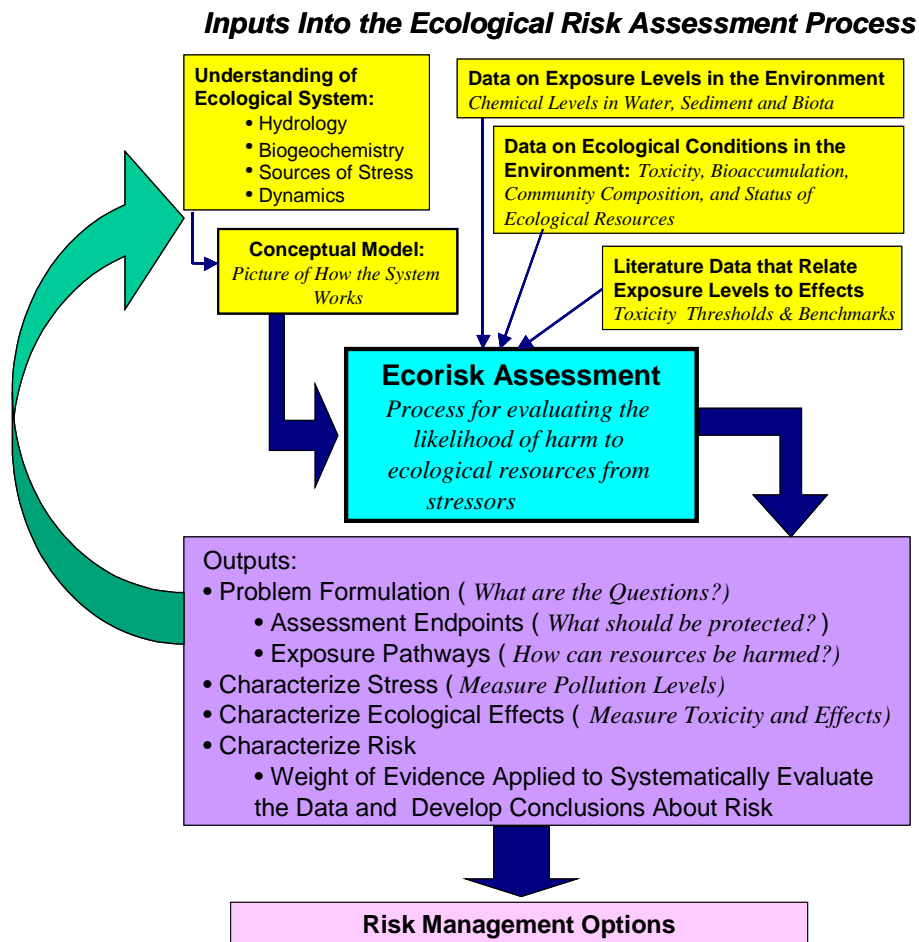 Inputs Into the Ecological Risk Assessment Process
Understanding of
Ecological System:
• Hydrology
• Biogeochemistry
• Sources of Stress
• Dynamics
Conceptual Model:
Picture of How the System
Works
Data on Exposure Levels in the Environment
Chemical Levels in Water, Sediment and Biota
Data on Ecological Conditions in the
Environment: Toxicity, Bioaccumulation,
Community Composition, and Status of
Ecological Resources
Literature Data that Relate
Exposure Levels to Effects
Toxicity Thresholds & Benchmarks
Ecorisk Assessment
Process for evaluating the
likelihood of harm to
ecological resources from
stressors
Outputs:
• Problem Formulation ( What are the Questions?)
• Assessment Endpoints ( What should be protected? )
• Exposure Pathways ( How can resources be harmed?)
• Characterize Stress ( Measure Pollution Levels)
• Characterize Ecological Effects ( Measure Toxicity and Effects)
• Characterize Risk
• Weight of Evidence Applied to Systematically Evaluate
the Data and Develop Conclusions About Risk
Risk Management Options